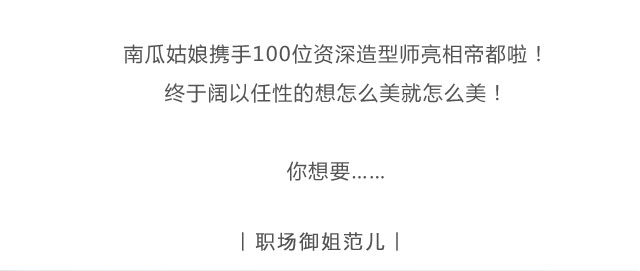 南瓜姑娘携手100位资深造型师亮相帝都啦！
终于阔以任性的想怎么美就怎么美！
你想要……
丨职场御姐范儿丨